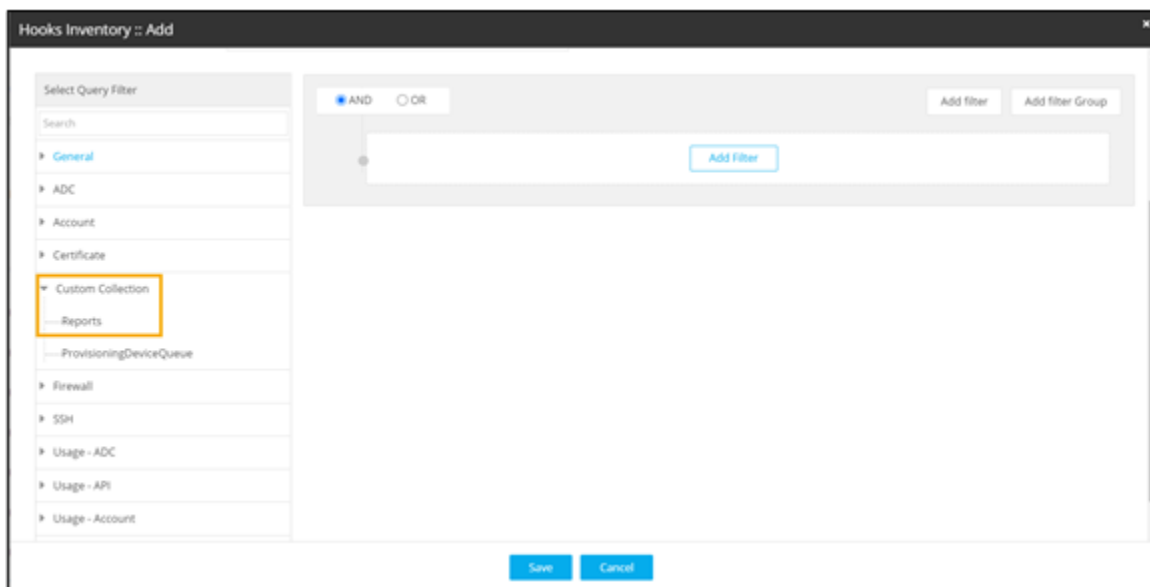 Hooks Inventory :: Add
×
Select Query Filter
Search
General
ADC
Account
Certificate
Custom Collection
Reports
ProvisioningDeviceQueue
Firewall
SSH
Usage - ADC
Usage - API
Usage - Account
AND OR
Add filter Add filter Group
Add Filter
Save Cancel